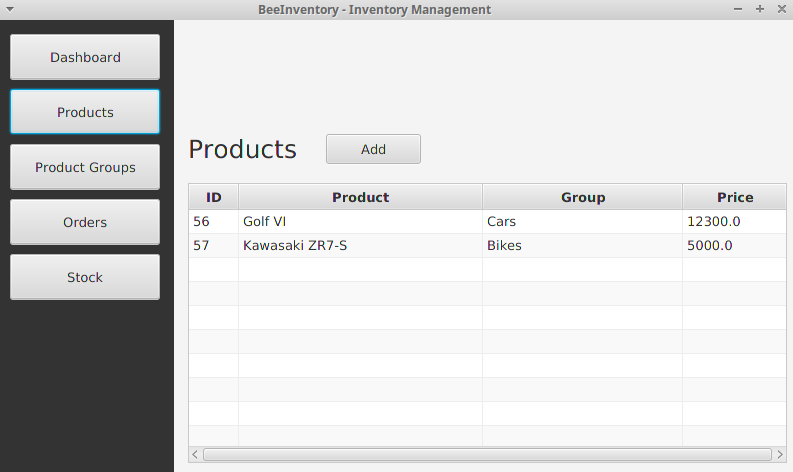 BeeInventory - Inventory Management
Dashboard
Products
Product Groups
Orders
Stock
Products Add
ID Product Group Price
56 Golf VI Cars 12300.0
57 Kawasaki ZR7-S Bikes 5000.0